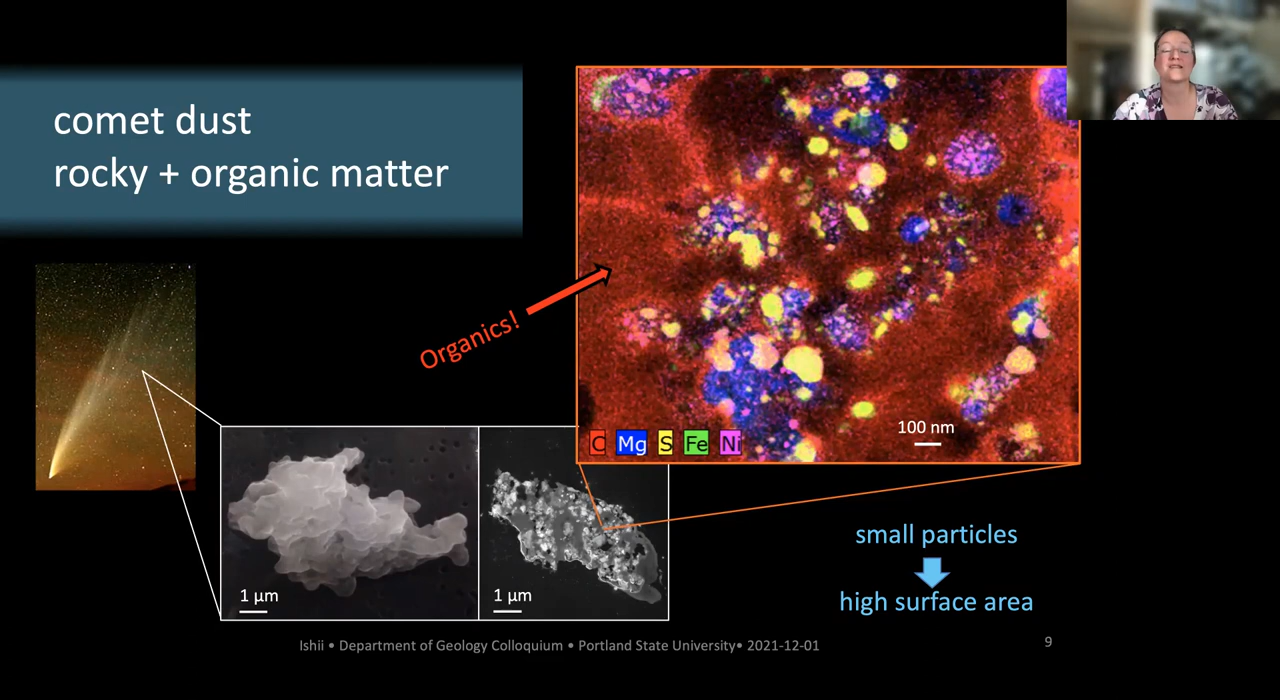 comet dust
rocky + organic matter
Organics!
C Mg S Fe Ni
100 nm
1 µm
1 µm
small particles
high surface area
Ishii • Department of Geology Colloquium • Portland State University• 2021-12-01
9